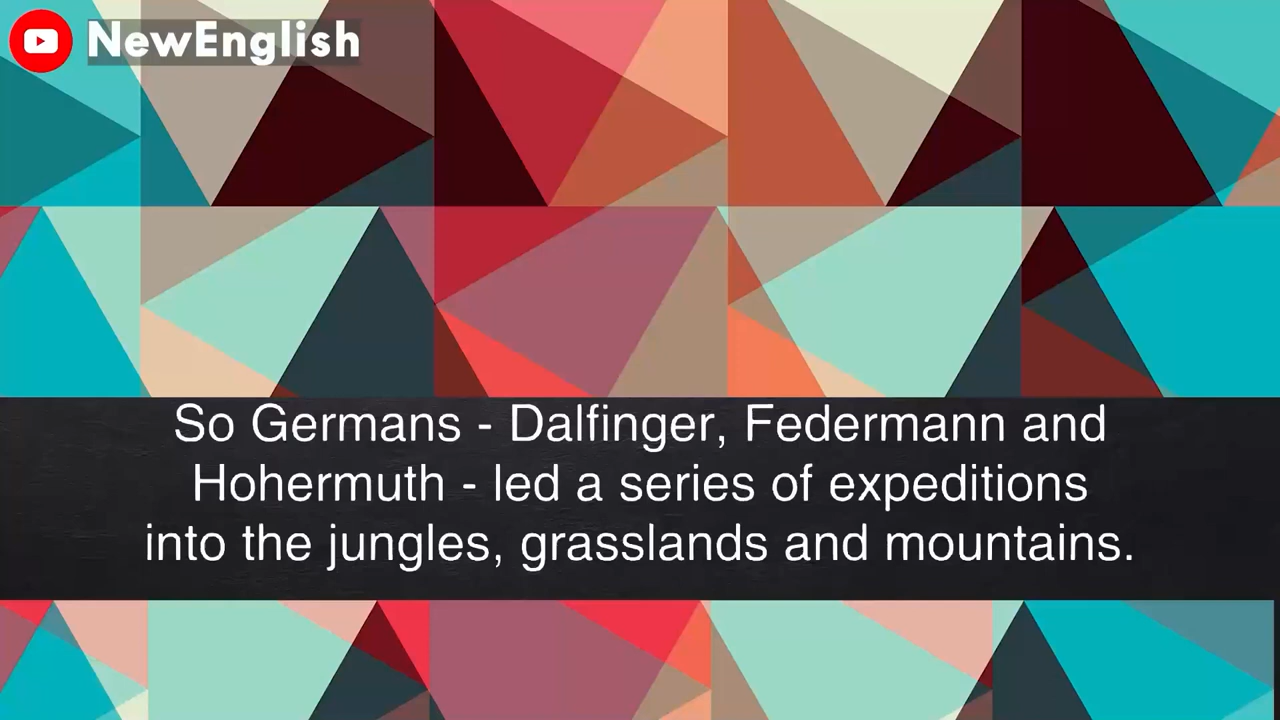 NewEnglish
So Germans - Dalfinger, Federmann and
Hohermuth - led a series of expeditions
into the jungles, grasslands and mountains.